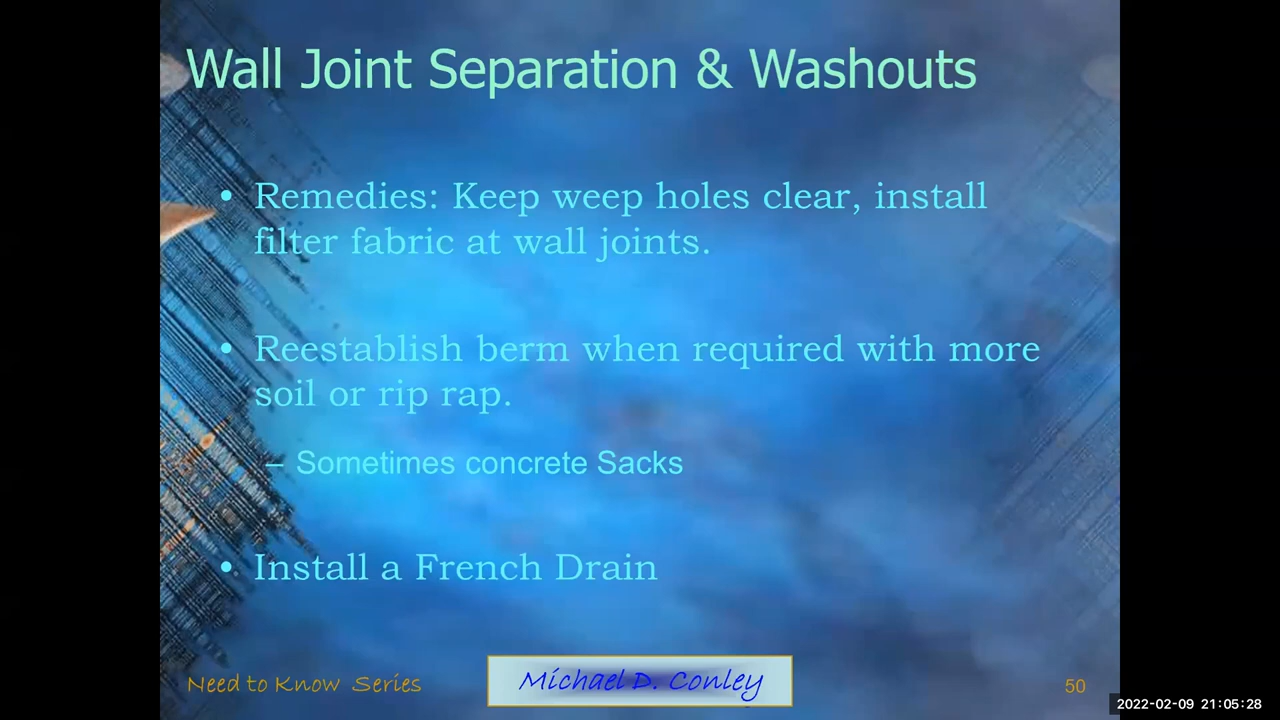 Wall Joint Separation & Washouts
• Remedies: Keep weep holes clear, install
filter fabric at wall joints.
• Reestablish berm when required with more
soil or rip rap.
– Sometimes concrete Sacks
• Install a French Drain
Need to Know Series
Michael D. Conley
50
2022-02-09 21:05:28